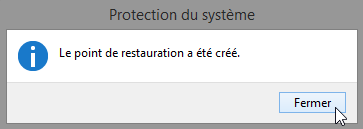 Protection du système
Le point de restauration a été créé.
Fermer